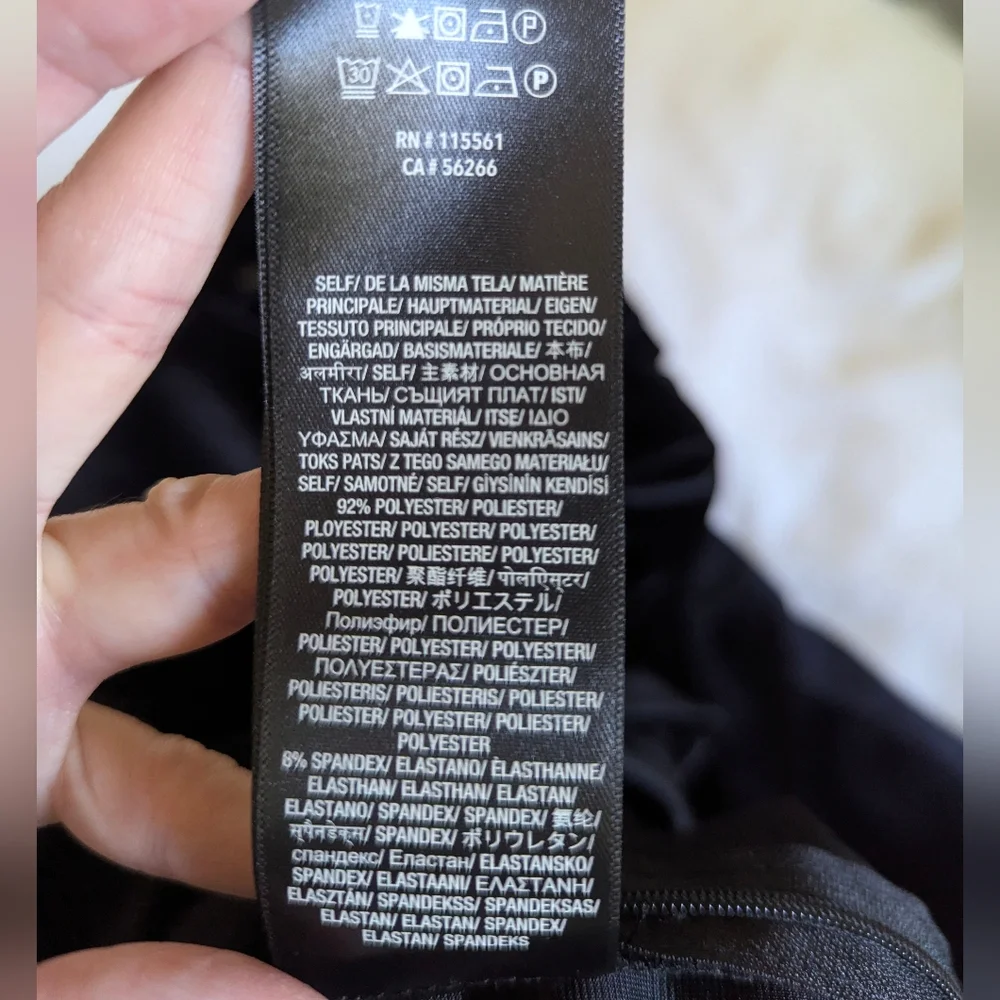 P
30 P
RN # 115561
CA # 56266
SELF/ DE LA MISMA TELA/ MATIÈRE
PRINCIPALE/ HAUPTMATERIAL/ EIGEN/
TESSUTO PRINCIPALE/ PRÓPRIO TECIDO/
ENGÄRGAD/ BASISMATERIALE/ 本布/
अलमीरा/ SELF/ 主素材/ ОСНОВНАЯ
ТКАНЬ/ СЪЩИЯТ ПЛАТ/ ISTI/
VLASTNÍ MATERIÁL/ ITSE/ ΙΔΙΟ
ΥΦΑΣΜΑ/ SAJÁT RÉSZ/ VIENKRĀSAINS/
TOKS PATS/ Z TEGO SAMEGO MATERIAŁU/
SELF/ SAMOTNÉ/ SELF/ GİYSİNİN KENDİSİ
92% POLYESTER/ POLIESTER/
PLOYESTER/ POLYESTER/ POLYESTER/
POLYESTER/ POLIESTERE/ POLYESTER/
POLYESTER/ 聚酯纤维/ पोलएिसटर/
POLYESTER/ ポリエステル/
Полиэфир/ ПОЛИЕСТЕР/
POLIESTER/ POLYESTER/ POLYESTERI/
ΠΟΛΥΕΣΤΕΡΑΣ/ POLIÉSZTER/
POLIESTERIS/ POLIESTERIS/ POLIESTER/
POLIESTER/ POLYESTER/ POLIESTER/
POLYESTER
8% SPANDEX/ ELASTANO/ ÈLASTHANNE/
ELASTHAN/ ELASTHAN/ ELASTAN/
ELASTANO/ SPANDEX/ SPANDEX/ 氨纶/
सूपैनडेकूस/ SPANDEX/ ポリウレタン/
спандекс/ Еластан/ ELASTANSKO/
SPANDEX/ ELASTAANI/ ΕΛΑΣΤΑΝΗ/
ELASZTÁN/ SPANDEKSS/ SPANDEKSAS/
ELASTAN/ ELASTAN/ SPANDEX/
ELASTAN/ SPANDEKS